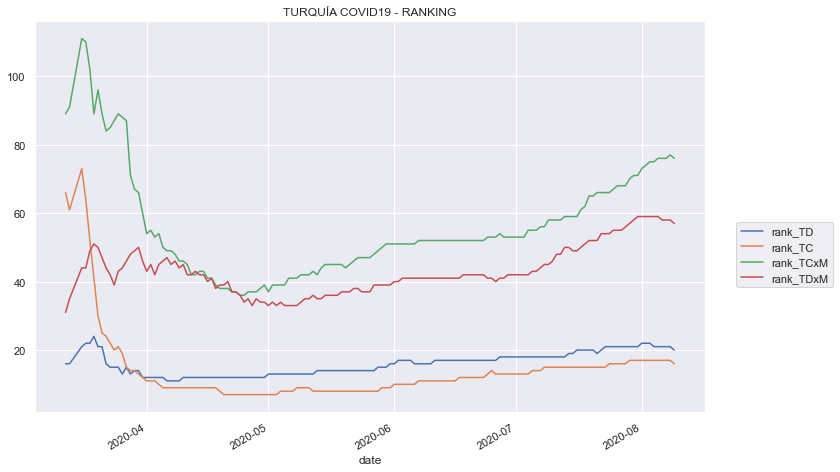 TURQUÍA COVID19 - RANKING
100
80
60
40
20
2020-04
2020-05
2020-06
2020-07
2020-08
date
rank_TD
rank_TC
rank_TCxM
rank_TDxM